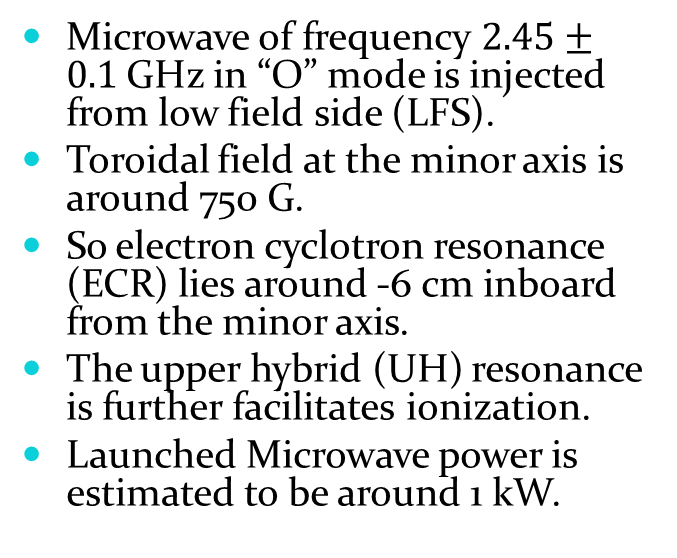 • Microwave of frequency 2.45 ±
0.1 GHz in “O” mode is injected
from low field side (LFS).
• Toroidal field at the minor axis is
around 750 G.
• So electron cyclotron resonance
(ECR) lies around -6 cm inboard
from the minor axis.
• The upper hybrid (UH) resonance
is further facilitates ionization.
• Launched Microwave power is
estimated to be around 1 kW.